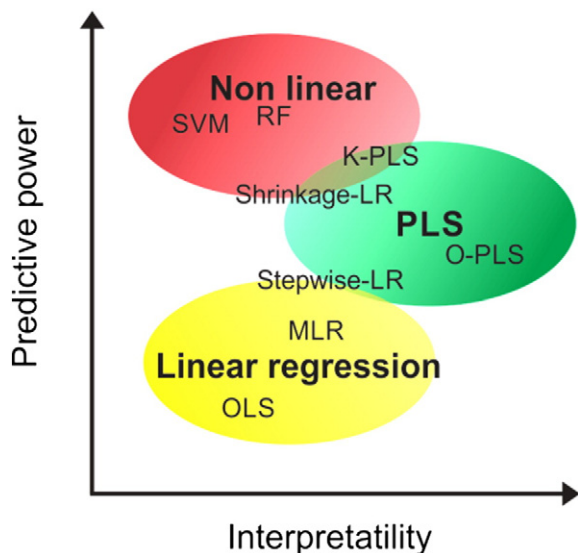 Predictive power
Non linear
SVM
RF
K-PLS
Shrinkage-LR
PLS
O-PLS
Stepwise-LR
MLR
Linear regression
OLS
Interpretatility